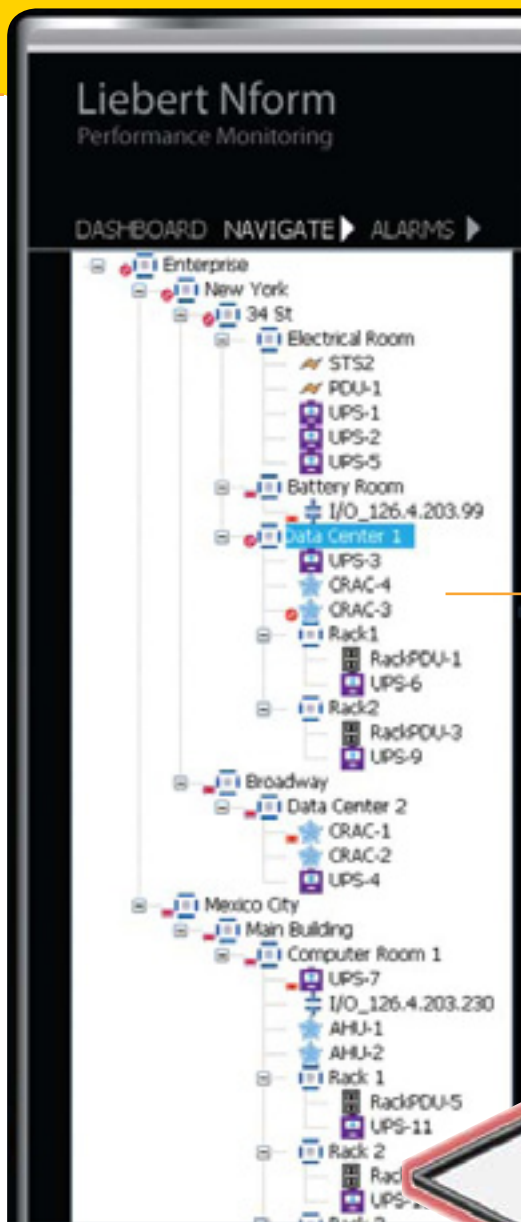 Liebert Nform
Performance Monitoring
DASHBOARD NAVIGATE ALARMS
Enterprise
New York
34 St
Electrical Room
STS2
PDU-1
UPS-1
UPS-2
UPS-5
Battery Room
I/O_126.4.203.99
Data Center 1
UPS-3
CRAC-4
CRAC-3
Rack1
RackPDU-1
UPS-6
Rack2
RackPDU-3
UPS-9
Broadway
Data Center 2
CRAC-1
CRAC-2
UPS-4
Mexico City
Main Building
Computer Room 1
UPS-7
I/O_126.4.203.230
AHU-1
AHU-2
Rack 1
RackPDU-5
UPS-11
Rack 2